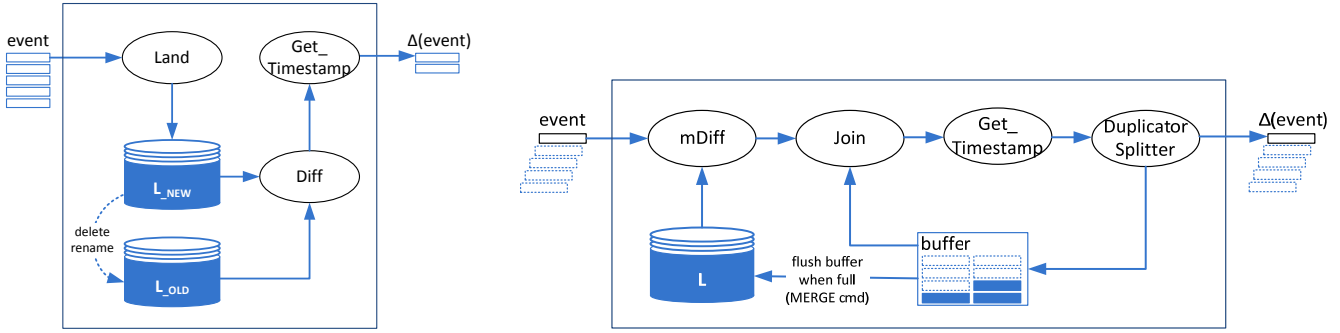 event
Land
Get_
Timestamp
Δ(event)
L_NEW
Diff
delete
rename
L_OLD
event
mDiff
Join
Get_
Timestamp
Duplicator
Splitter
Δ(event)
L
flush buffer
when full
(MERGE cmd)
buffer